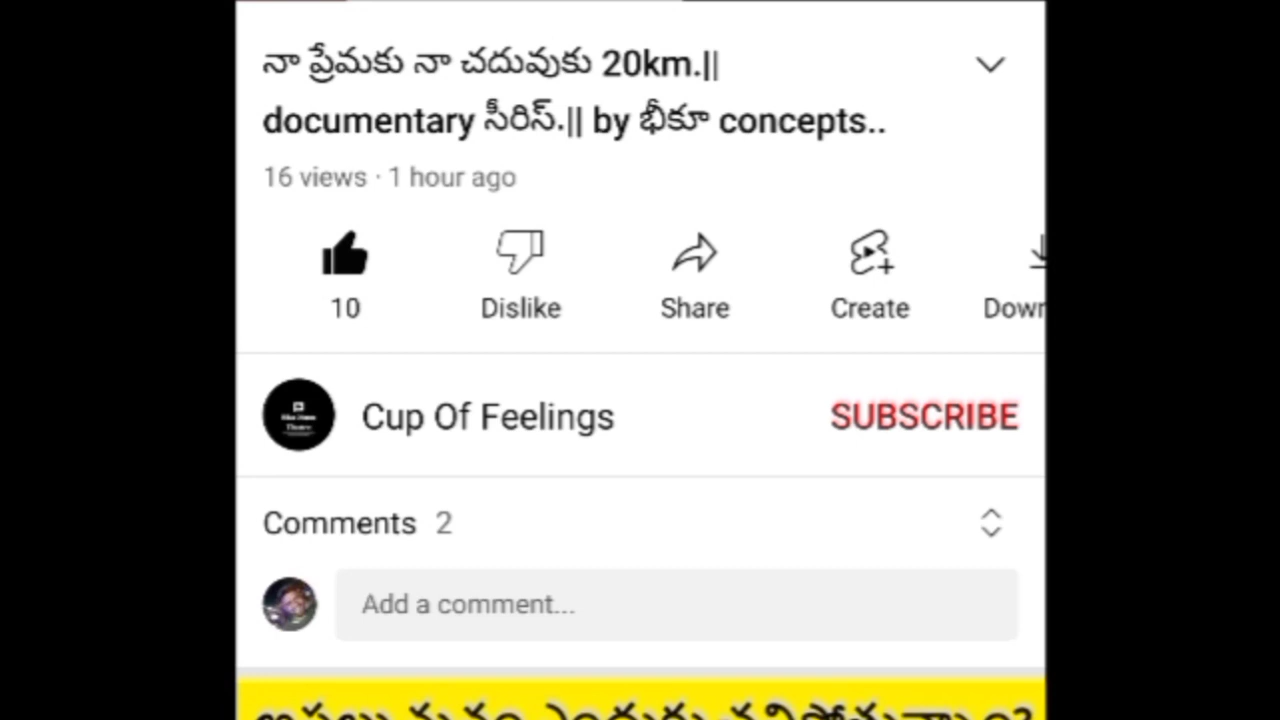 నా ప్రేమకు నా చదువుకు 20km.||
documentary సీరిస్.|| by భీకూ concepts..
16 views · 1 hour ago
10 Dislike Share Create Down
Cup Of Feelings SUBSCRIBE
Comments 2
Add a comment...